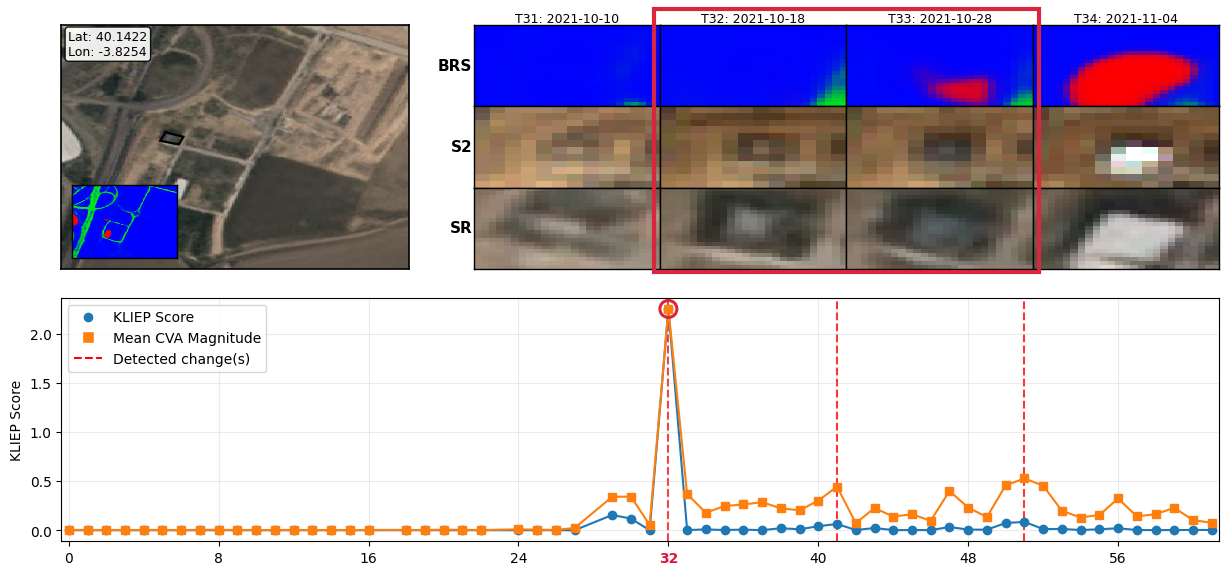 Lat: 40.1422
Lon: -3.8254
T31: 2021-10-10
T32: 2021-10-18
T33: 2021-10-28
T34: 2021-11-04
BRS
S2
SR
KLIEP Score
Mean CVA Magnitude
Detected change(s)
KLIEP Score
2.0
1.5
1.0
0.5
0.0
0
8
16
24
32
40
48
56